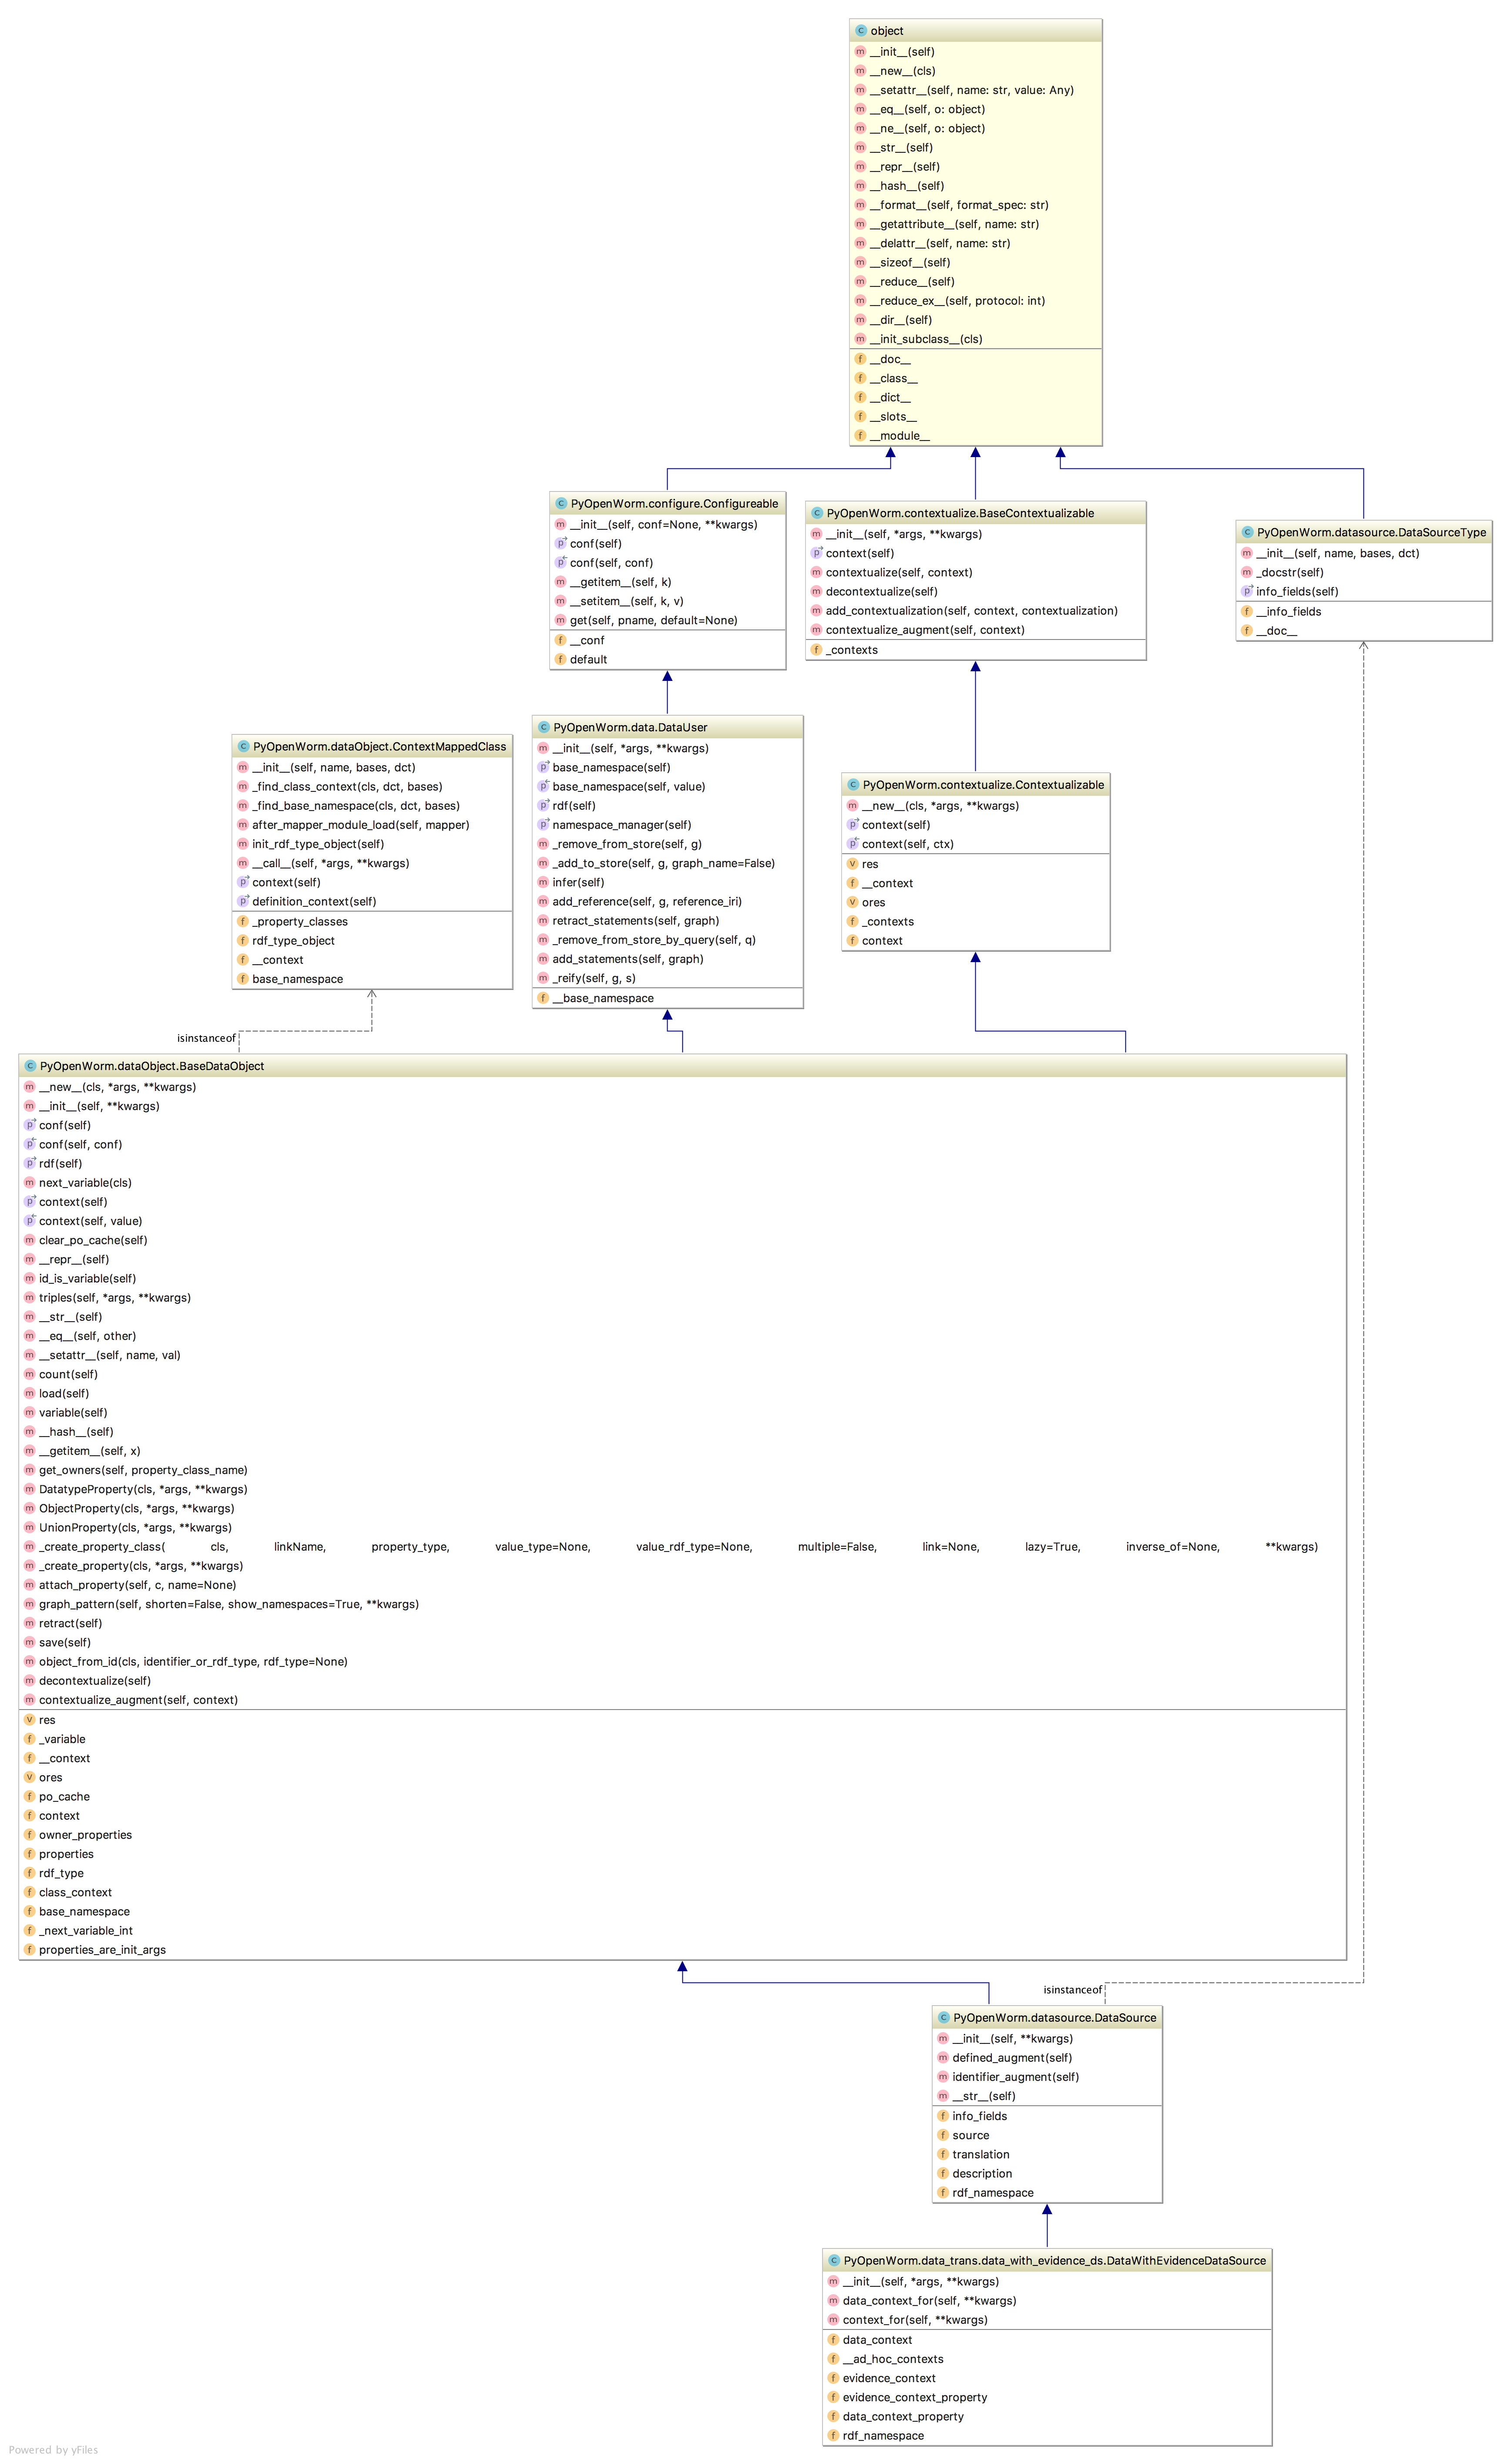 object
__init__(self)
__new__(cls)
__setattr__(self, name: str, value: Any)
__eq__(self, o: object)
__ne__(self, o: object)
__str__(self)
__repr__(self)
__hash__(self)
__format__(self, format_spec: str)
__getattribute__(self, name: str)
__delattr__(self, name: str)
__sizeof__(self)
__reduce__(self)
__reduce_ex__(self, protocol: int)
__dir__(self)
__init_subclass__(cls)
__doc__
__class__
__dict__
__slots__
__module__
PyOpenWorm.configure.Configureable
__init__(self, conf=None, **kwargs)
conf(self)
conf(self, conf)
__getitem__(self, k)
__setitem__(self, k, v)
get(self, pname, default=None)
__conf
default
PyOpenWorm.contextualize.BaseContextualizable
__init__(self, *args, **kwargs)
context(self)
contextualize(self, context)
decontextualize(self)
add_contextualization(self, context, contextualization)
contextualize_augment(self, context)
_contexts
PyOpenWorm.datasource.DataSourceType
__init__(self, name, bases, dct)
_docstr(self)
info_fields(self)
__info_fields
__doc__
PyOpenWorm.dataObject.ContextMappedClass
__init__(self, name, bases, dct)
_find_class_context(cls, dct, bases)
_find_base_namespace(cls, dct, bases)
after_mapper_module_load(self, mapper)
init_rdf_type_object(self)
__call__(self, *args, **kwargs)
context(self)
definition_context(self)
_property_classes
rdf_type_object
__context
base_namespace
PyOpenWorm.data.DataUser
__init__(self, *args, **kwargs)
base_namespace(self)
base_namespace(self, value)
rdf(self)
namespace_manager(self)
_remove_from_store(self, g)
_add_to_store(self, g, graph_name=False)
infer(self)
add_reference(self, g, reference_iri)
retract_statements(self, graph)
_remove_from_store_by_query(self, q)
add_statements(self, graph)
_reify(self, g, s)
__base_namespace
PyOpenWorm.contextualize.Contextualizable
__new__(cls, *args, **kwargs)
context(self)
context(self, ctx)
res
__context
ores
_contexts
context
isinstanceof
PyOpenWorm.dataObject.BaseDataObject
__new__(cls, *args, **kwargs)
__init__(self, **kwargs)
conf(self)
conf(self, conf)
rdf(self)
next_variable(cls)
context(self)
context(self, value)
clear_po_cache(self)
__repr__(self)
id_is_variable(self)
triples(self, *args, **kwargs)
__str__(self)
__eq__(self, other)
__setattr__(self, name, val)
count(self)
load(self)
variable(self)
__hash__(self)
__getitem__(self, x)
get_owners(self, property_class_name)
DatatypeProperty(cls, *args, **kwargs)
ObjectProperty(cls, *args, **kwargs)
UnionProperty(cls, *args, **kwargs)
_create_property_class( cls, linkName, property_type, value_type=None, value_rdf_type=None, multiple=False, link=None, lazy=True, inverse_of=None, **kwargs)
_create_property(cls, *args, **kwargs)
attach_property(self, c, name=None)
graph_pattern(self, shorten=False, show_namespaces=True, **kwargs)
retract(self)
save(self)
object_from_id(cls, identifier_or_rdf_type, rdf_type=None)
decontextualize(self)
contextualize_augment(self, context)
res
_variable
__context
ores
po_cache
context
owner_properties
properties
rdf_type
class_context
base_namespace
_next_variable_int
properties_are_init_args
isinstanceof
PyOpenWorm.datasource.DataSource
__init__(self, **kwargs)
defined_augment(self)
identifier_augment(self)
__str__(self)
info_fields
source
translation
description
rdf_namespace
PyOpenWorm.data_trans.data_with_evidence_ds.DataWithEvidenceDataSource
__init__(self, *args, **kwargs)
data_context_for(self, **kwargs)
context_for(self, **kwargs)
data_context
__ad_hoc_contexts
evidence_context
evidence_context_property
data_context_property
rdf_namespace
Powered by yFiles